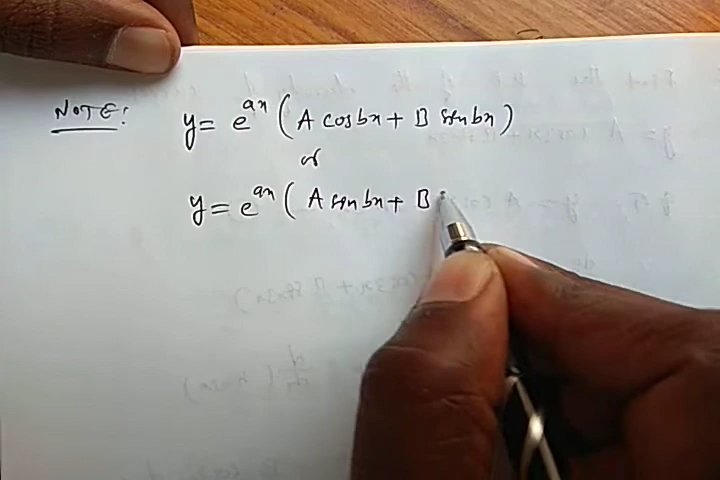 NOTE: y = e^{ax} ( A cos bx + B sin bx )
or
y = e^{ax} ( A sin bx + B